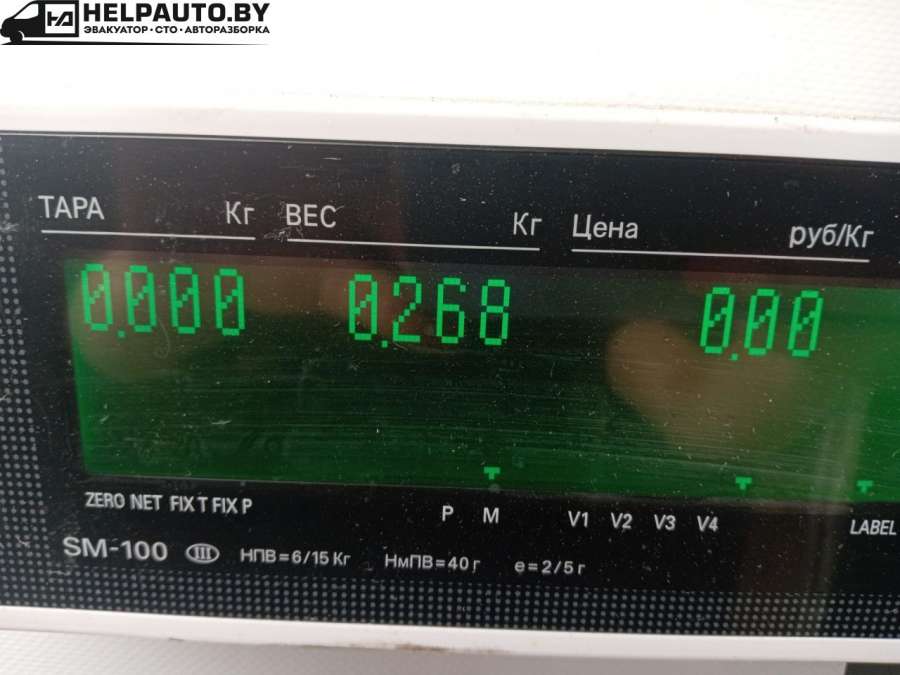 HELPAUTO.BY
ЭВАКУАТОР • СТО • АВТОРАЗБОРКА
ТАРА Кг ВЕС Кг Цена руб/Кг
0.000 0.268 0.00
ZERO NET FIX T FIX P P M V1 V2 V3 V4 LABEL
SM-100 III НПВ=6/15 Кг НмПВ=40 г e=2/5 г